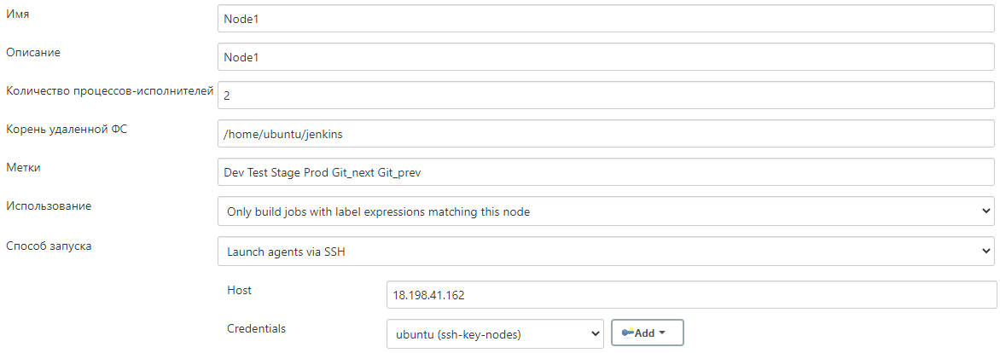 Имя Node1
Описание Node1
Количество процессов-исполнителей 2
Корень удаленной ФС /home/ubuntu/jenkins
Метки Dev Test Stage Prod Git_next Git_prev
Использование Only build jobs with label expressions matching this node
Способ запуска Launch agents via SSH
Host 18.198.41.162
Credentials ubuntu (ssh-key-nodes) Add